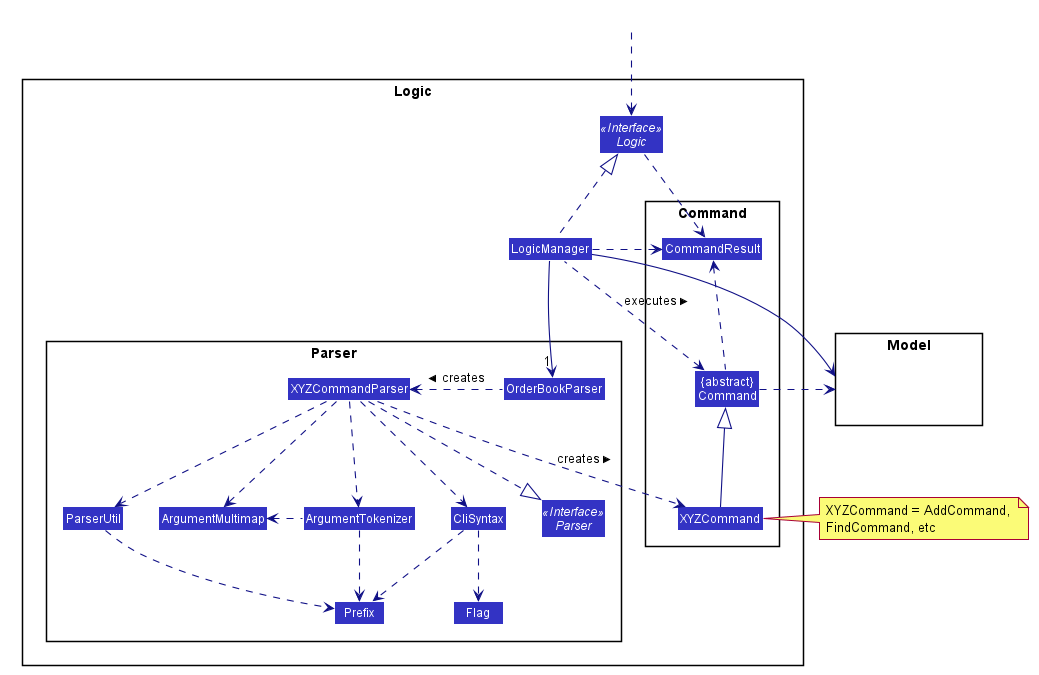 Logic
«Interface»
Logic
Command
LogicManager
CommandResult
executes ►
Model
Parser
1
XYZCommandParser
◄ creates
OrderBookParser
{abstract}
Command
creates ►
ParserUtil
ArgumentMultimap
ArgumentTokenizer
CliSyntax
«Interface»
Parser
XYZCommand
XYZCommand = AddCommand,
FindCommand, etc
Prefix
Flag